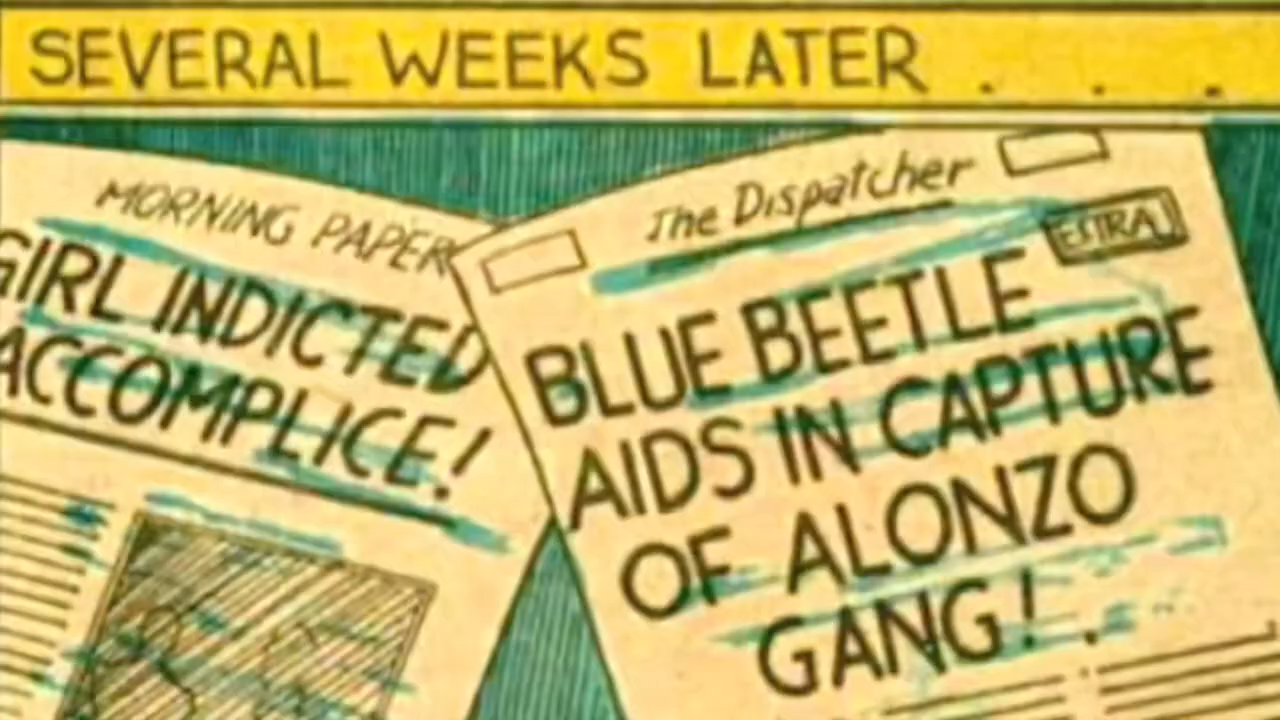 SEVERAL WEEKS LATER . . .
MORNING PAPER
GIRL INDICTED
ACCOMPLICE!
The Dispatcher
EXTRA!
BLUE BEETLE
AIDS IN CAPTURE
OF ALONZO
GANG!